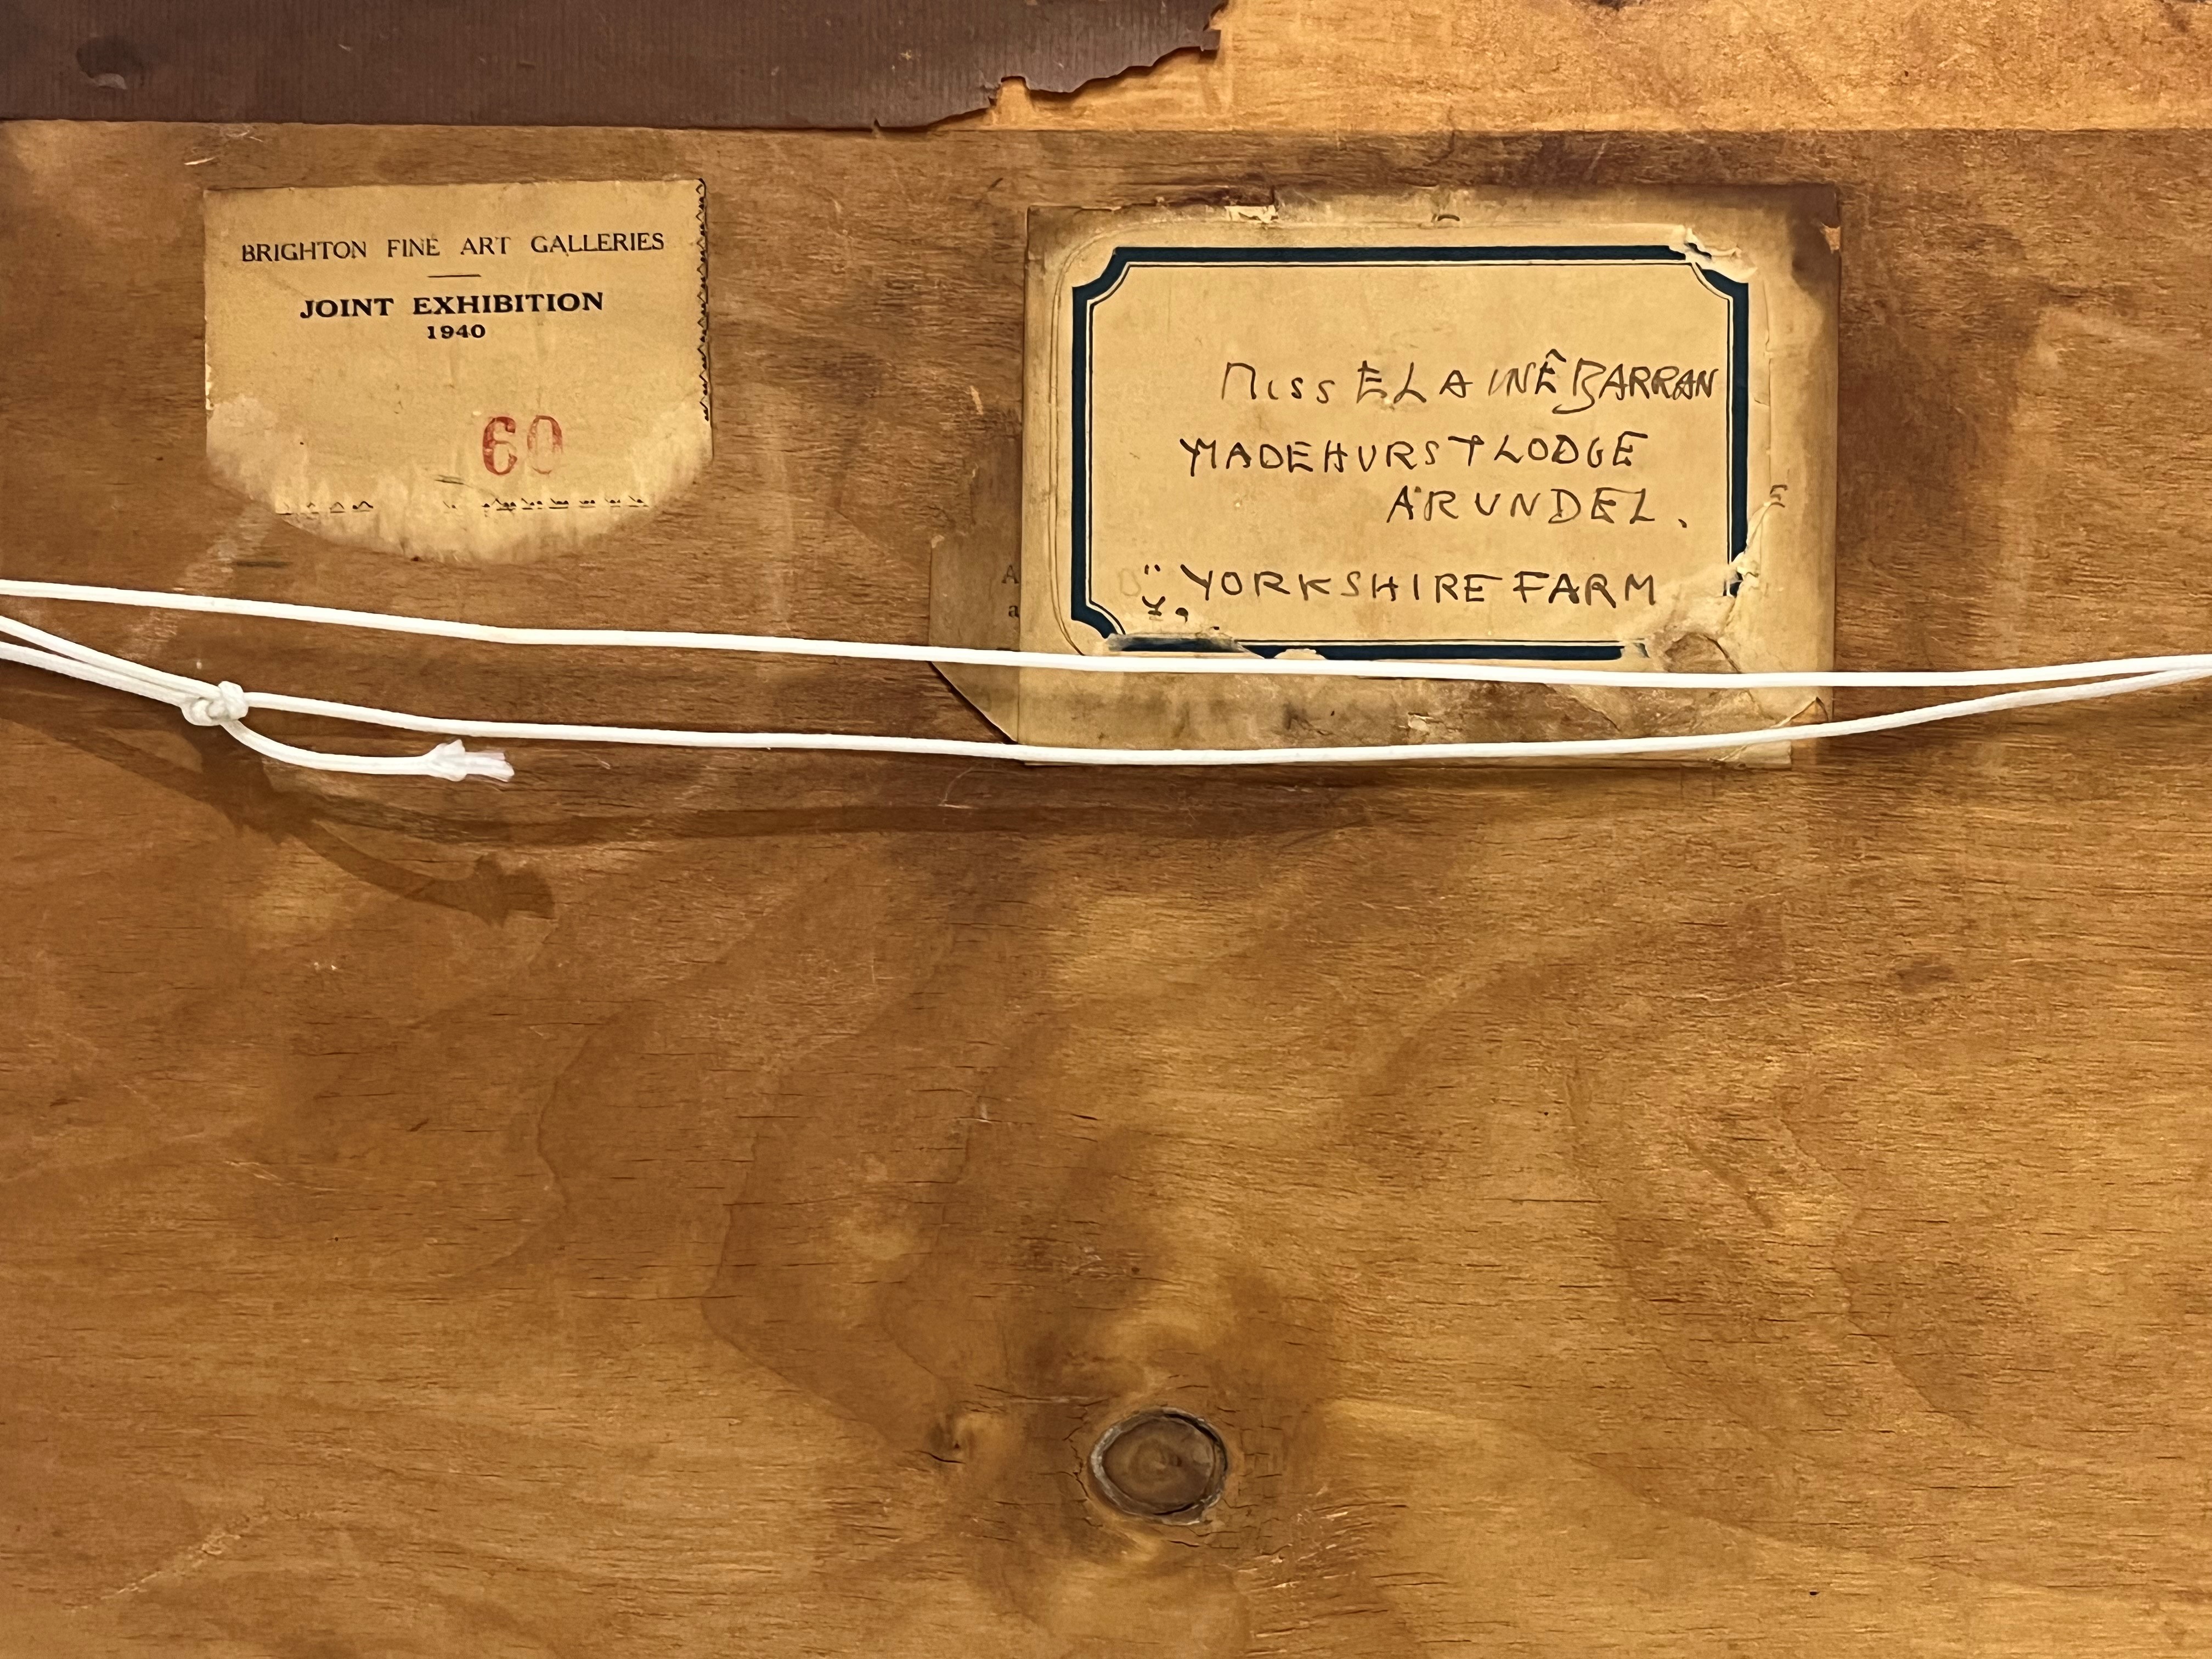 BRIGHTON FINE ART GALLERIES
JOINT EXHIBITION
1940
60
MISS ELAINE BARRAN
MADEHURST LODGE
ARUNDEL.
"YORKSHIRE FARM
A
a